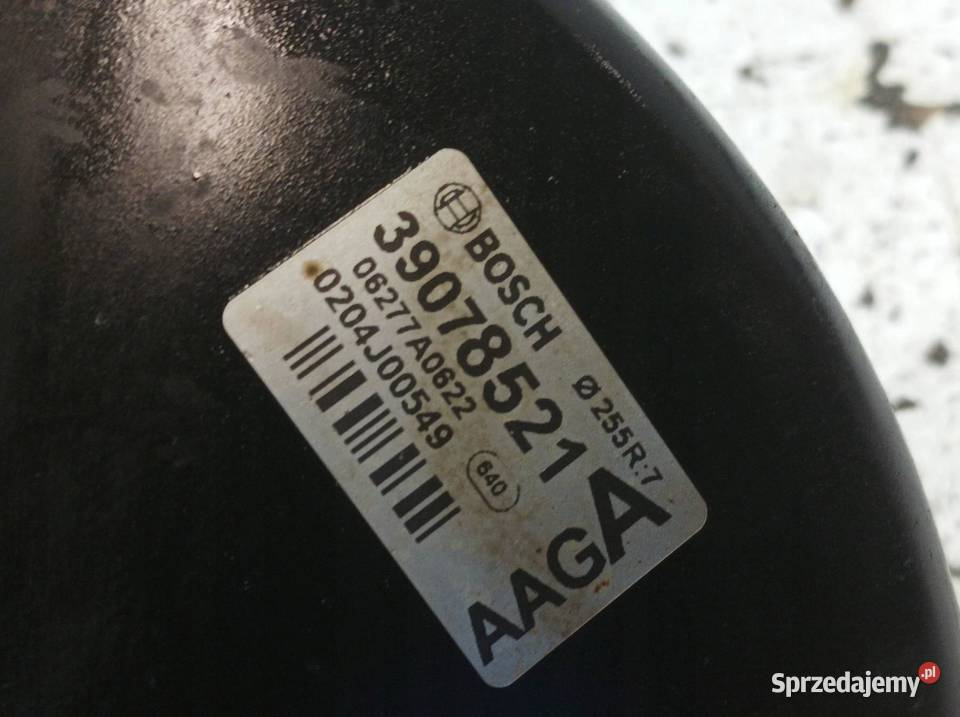 BOSCH
39078521
06277A0622
0204J00549
Ø 255R:7
640
AAGA
Sprzedajemy.pl